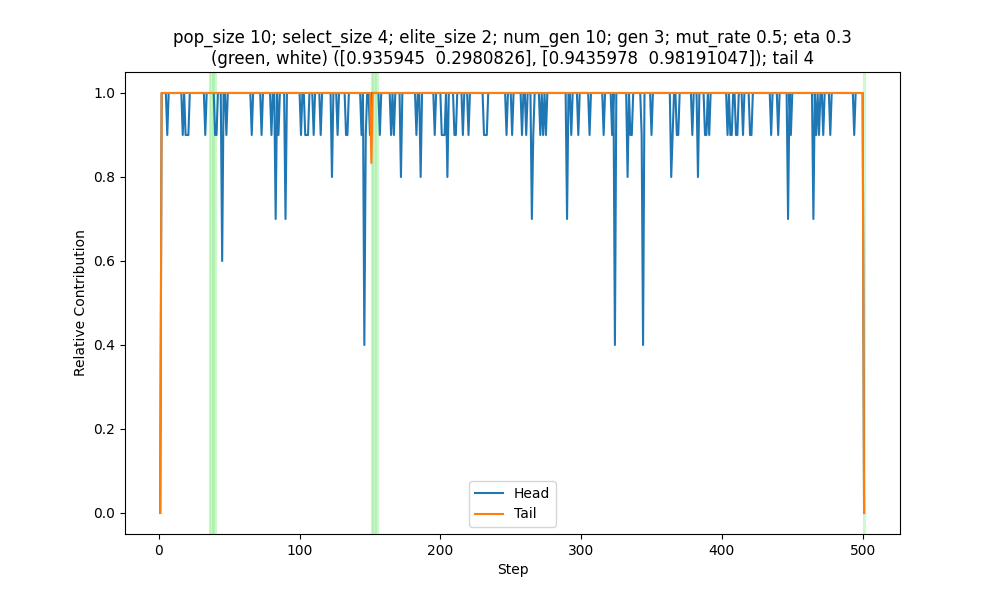 pop_size 10; select_size 4; elite_size 2; num_gen 10; gen 3; mut_rate 0.5; eta 0.3
(green, white) ([0.935945  0.2980826], [0.9435978  0.98191047]); tail 4
1.0
0.8
0.6
0.4
0.2
0.0
Relative Contribution
Head
Tail
0
100
200
300
400
500
Step